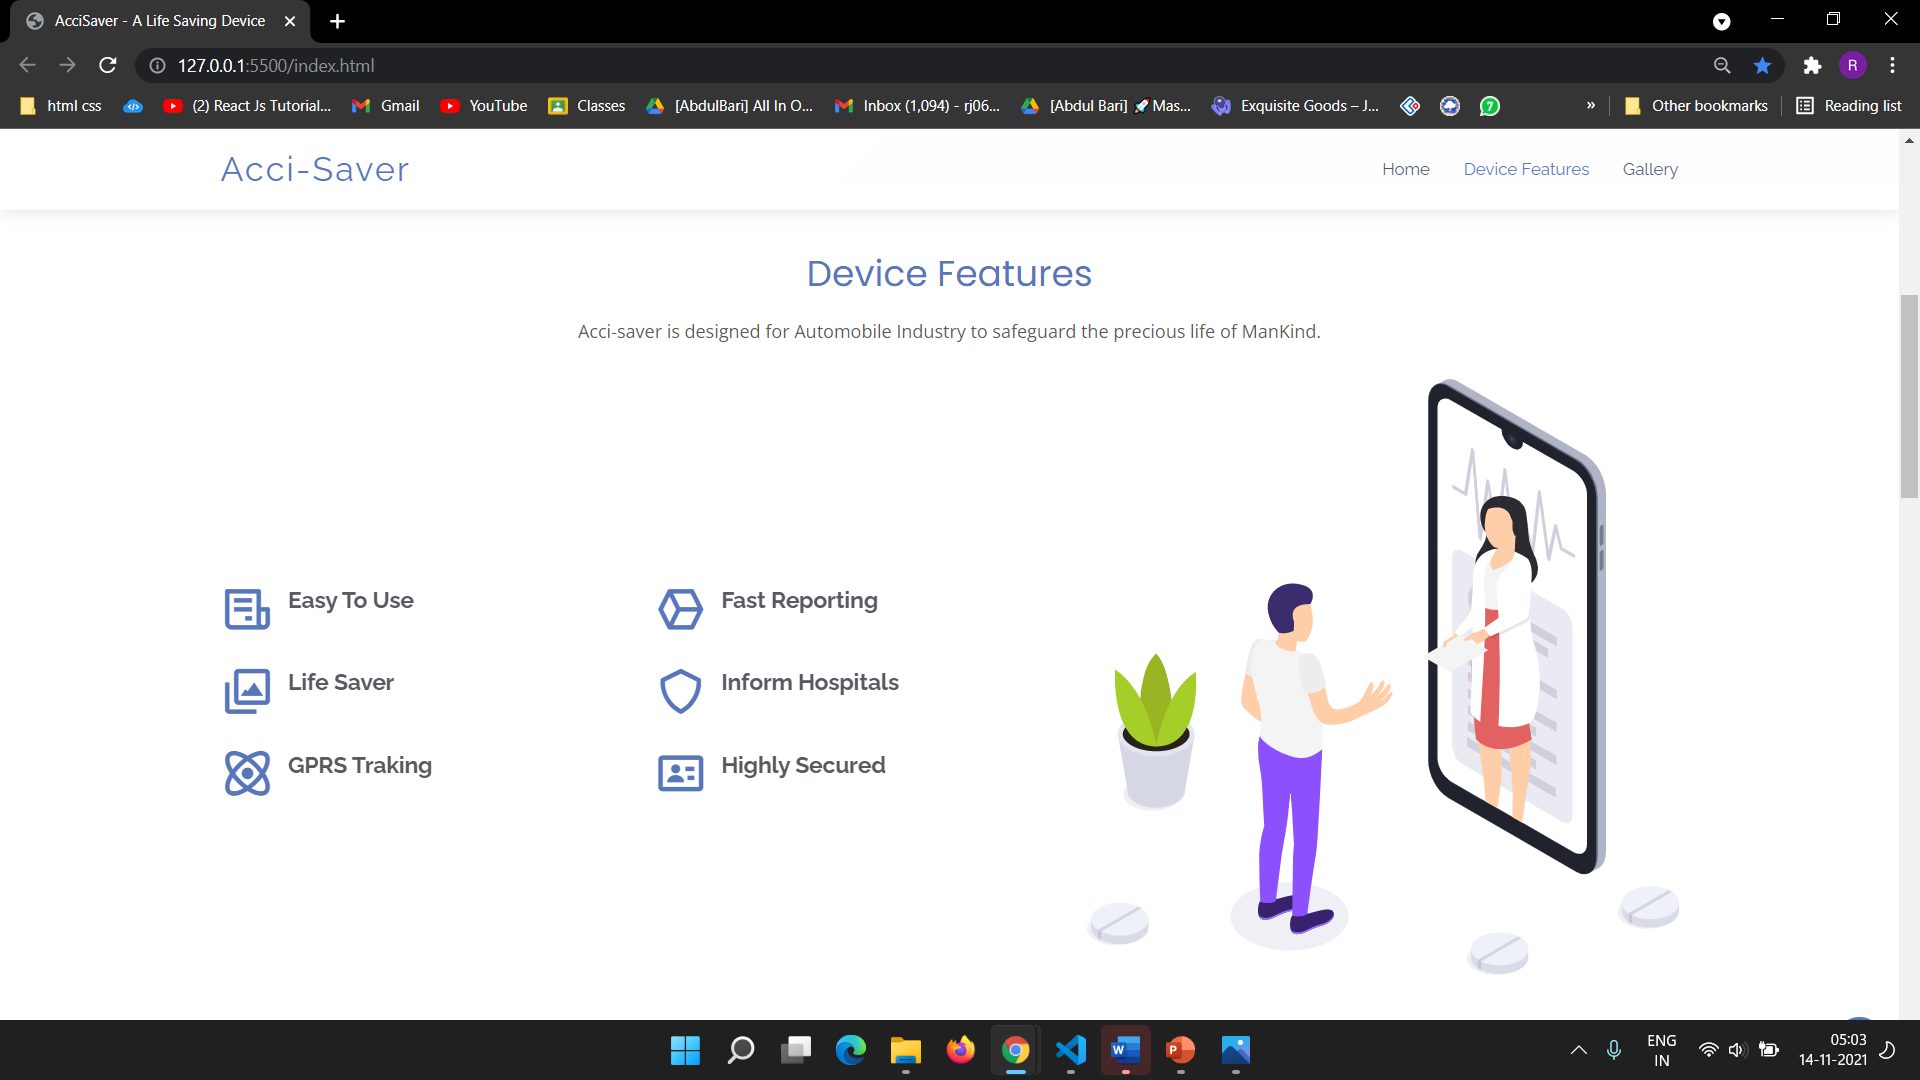 AcciSaver - A Life Saving Device
127.0.0.1:5500/index.html
R
html css
(2) React Js Tutorial...
Gmail
YouTube
Classes
[AbdulBari] All In O...
Inbox (1,094) - rj06...
[Abdul Bari] 🚀 Mas...
Exquisite Goods – J...
7
»
Other bookmarks
Reading list
Acci-Saver
Home
Device Features
Gallery
Device Features
Acci-saver is designed for Automobile Industry to safeguard the precious life of ManKind.
Easy To Use
Fast Reporting
Life Saver
Inform Hospitals
GPRS Traking
Highly Secured
W
P
ENG
IN
05:03
14-11-2021